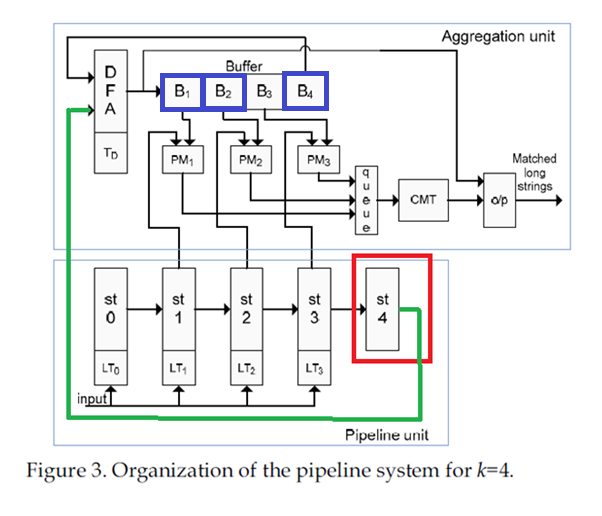 Aggregation unit
Buffer
D
F
A
TD
B1 B2 B3 B4
PM1 PM2 PM3
q
u
e
u
e
CMT
o/p
Matched
long
strings
st
0
st
1
st
2
st
3
st
4
LT0 LT1 LT2 LT3
input
Pipeline unit
Figure 3. Organization of the pipeline system for k=4.